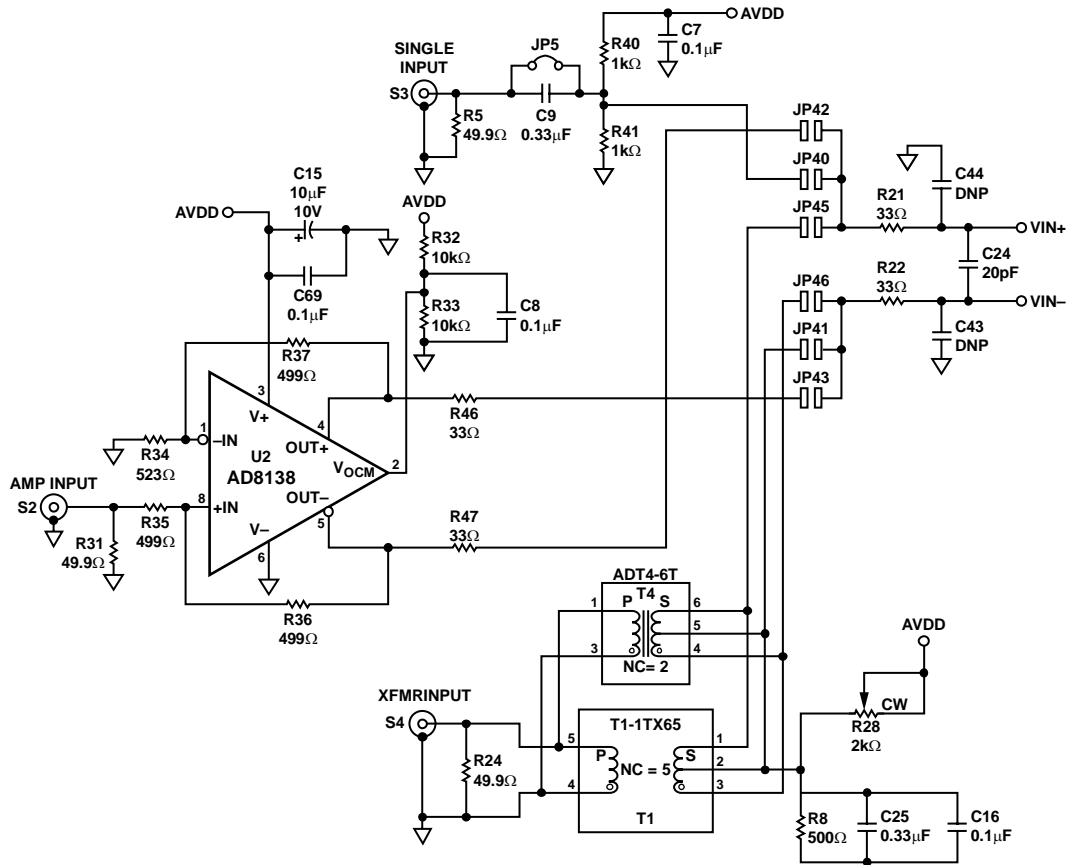 AVDD
C7
0.1µF
R40
1kΩ
JP5
SINGLE
INPUT
S3
R5
49.9Ω
C9
0.33µF
R41
1kΩ
JP42
JP40
JP45
C44
DNP
R21
33Ω
VIN+
C24
20pF
R22
33Ω
VIN–
C43
DNP
JP46
JP41
JP43
C15
10µF
10V
+
AVDD
C69
0.1µF
AVDD
R32
10kΩ
R33
10kΩ
C8
0.1µF
R37
499Ω
3
V+
1
–IN
4
OUT+
R46
33Ω
R34
523Ω
U2
AD8138
VOCM
2
AMP INPUT
S2
R35
499Ω
8
+IN
OUT–
5
R47
33Ω
R31
49.9Ω
V–
6
R36
499Ω
ADT4-6T
T4
1
P
S
6
5
3
4
NC= 2
XFMRINPUT
S4
R24
49.9Ω
T1-1TX65
5
P
S
1
NC = 5
2
4
3
T1
AVDD
CW
R28
2kΩ
R8
500Ω
C25
0.33µF
C16
0.1µF